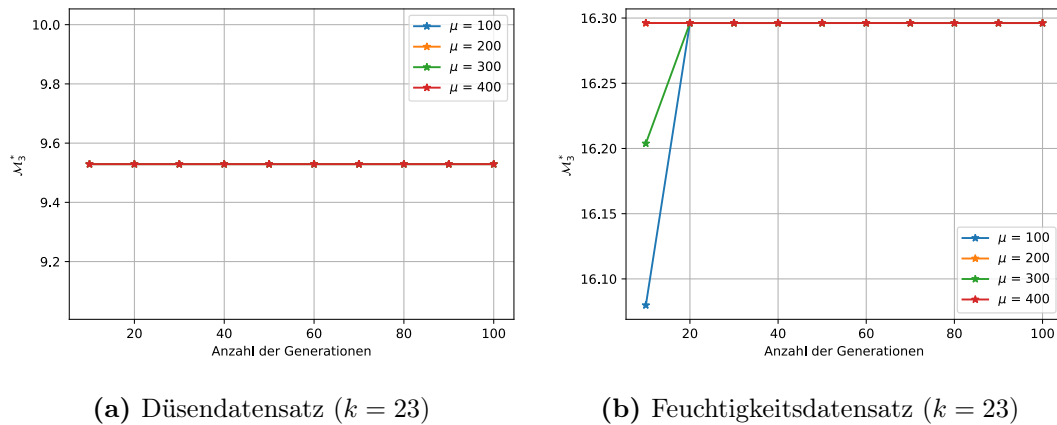 10.0
9.8
9.6
9.4
9.2
M₃*
20 40 60 80 100
Anzahl der Generationen
μ = 100
μ = 200
μ = 300
μ = 400
(a) Düsendatensatz (k = 23)
16.30
16.25
16.20
16.15
16.10
M₃*
20 40 60 80 100
Anzahl der Generationen
μ = 100
μ = 200
μ = 300
μ = 400
(b) Feuchtigkeitsdatensatz (k = 23)